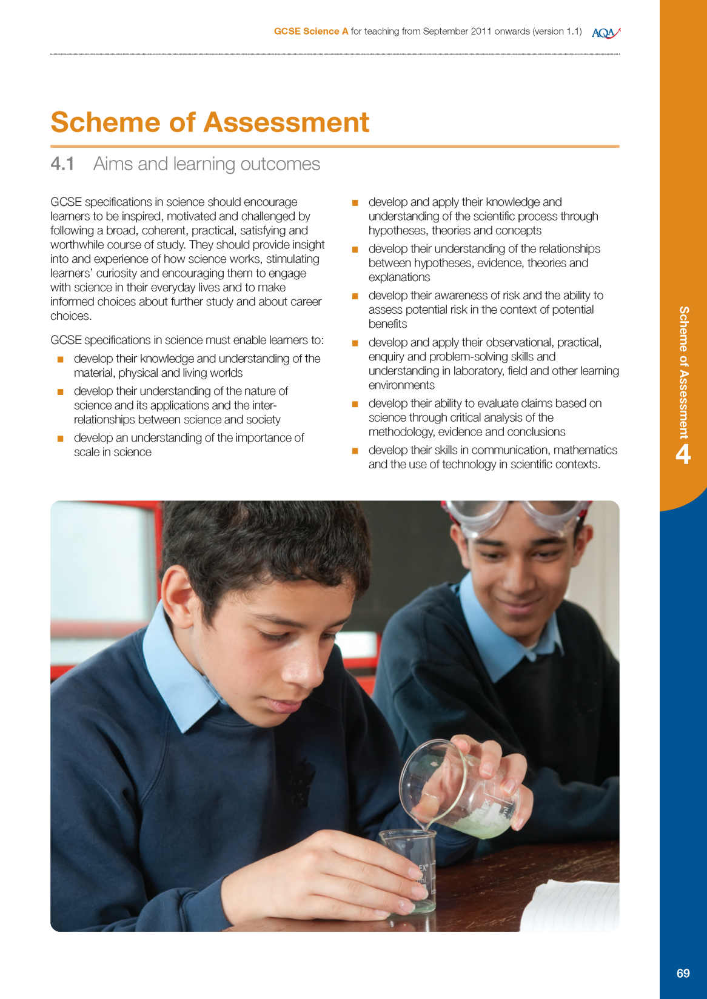 GCSE Science A for teaching from September 2011 onwards (version 1.1) AQA
Scheme of Assessment
4.1 Aims and learning outcomes
GCSE specifications in science should encourage
learners to be inspired, motivated and challenged by
following a broad, coherent, practical, satisfying and
worthwhile course of study. They should provide insight
into and experience of how science works, stimulating
learners’ curiosity and encouraging them to engage
with science in their everyday lives and to make
informed choices about further study and about career
choices.
GCSE specifications in science must enable learners to:
■ develop their knowledge and understanding of the
material, physical and living worlds
■ develop their understanding of the nature of
science and its applications and the inter-
relationships between science and society
■ develop an understanding of the importance of
scale in science
■ develop and apply their knowledge and
understanding of the scientific process through
hypotheses, theories and concepts
■ develop their understanding of the relationships
between hypotheses, evidence, theories and
explanations
■ develop their awareness of risk and the ability to
assess potential risk in the context of potential
benefits
■ develop and apply their observational, practical,
enquiry and problem-solving skills and
understanding in laboratory, field and other learning
environments
■ develop their ability to evaluate claims based on
science through critical analysis of the
methodology, evidence and conclusions
■ develop their skills in communication, mathematics
and the use of technology in scientific contexts.
Scheme of Assessment 4
69